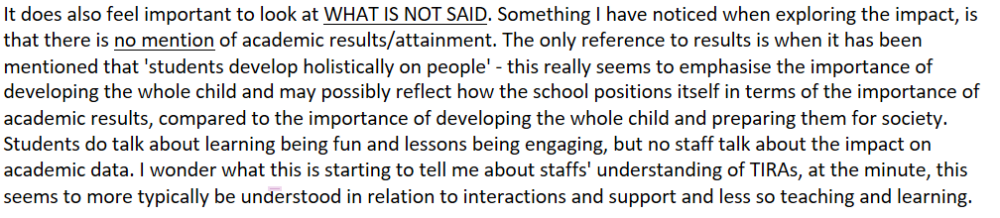 It does also feel important to look at WHAT IS NOT SAID. Something I have noticed when exploring the impact, is
that there is no mention of academic results/attainment. The only reference to results is when it has been
mentioned that 'students develop holistically on people' - this really seems to emphasise the importance of
developing the whole child and may possibly reflect how the school positions itself in terms of the importance of
academic results, compared to the importance of developing the whole child and preparing them for society.
Students do talk about learning being fun and lessons being engaging, but no staff talk about the impact on
academic data. I wonder what this is starting to tell me about staffs' understanding of TIRAs, at the minute, this
seems to more typically be understood in relation to interactions and support and less so teaching and learning.